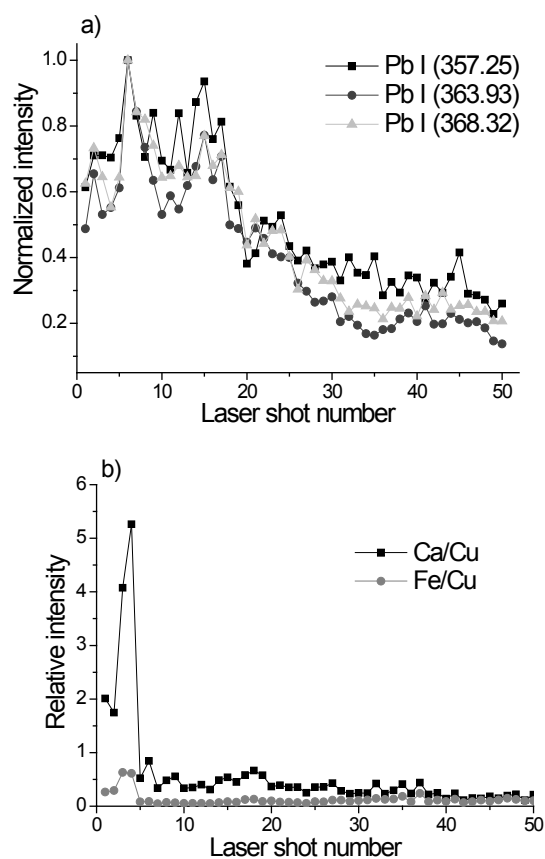 a)
Pb I (357.25)
Pb I (363.93)
Pb I (368.32)
1.0
0.8
0.6
0.4
0.2
Normalized intensity
0 10 20 30 40 50
Laser shot number
b)
6
5
4
3
2
1
0
Relative intensity
Ca/Cu
Fe/Cu
0 10 20 30 40 50
Laser shot number